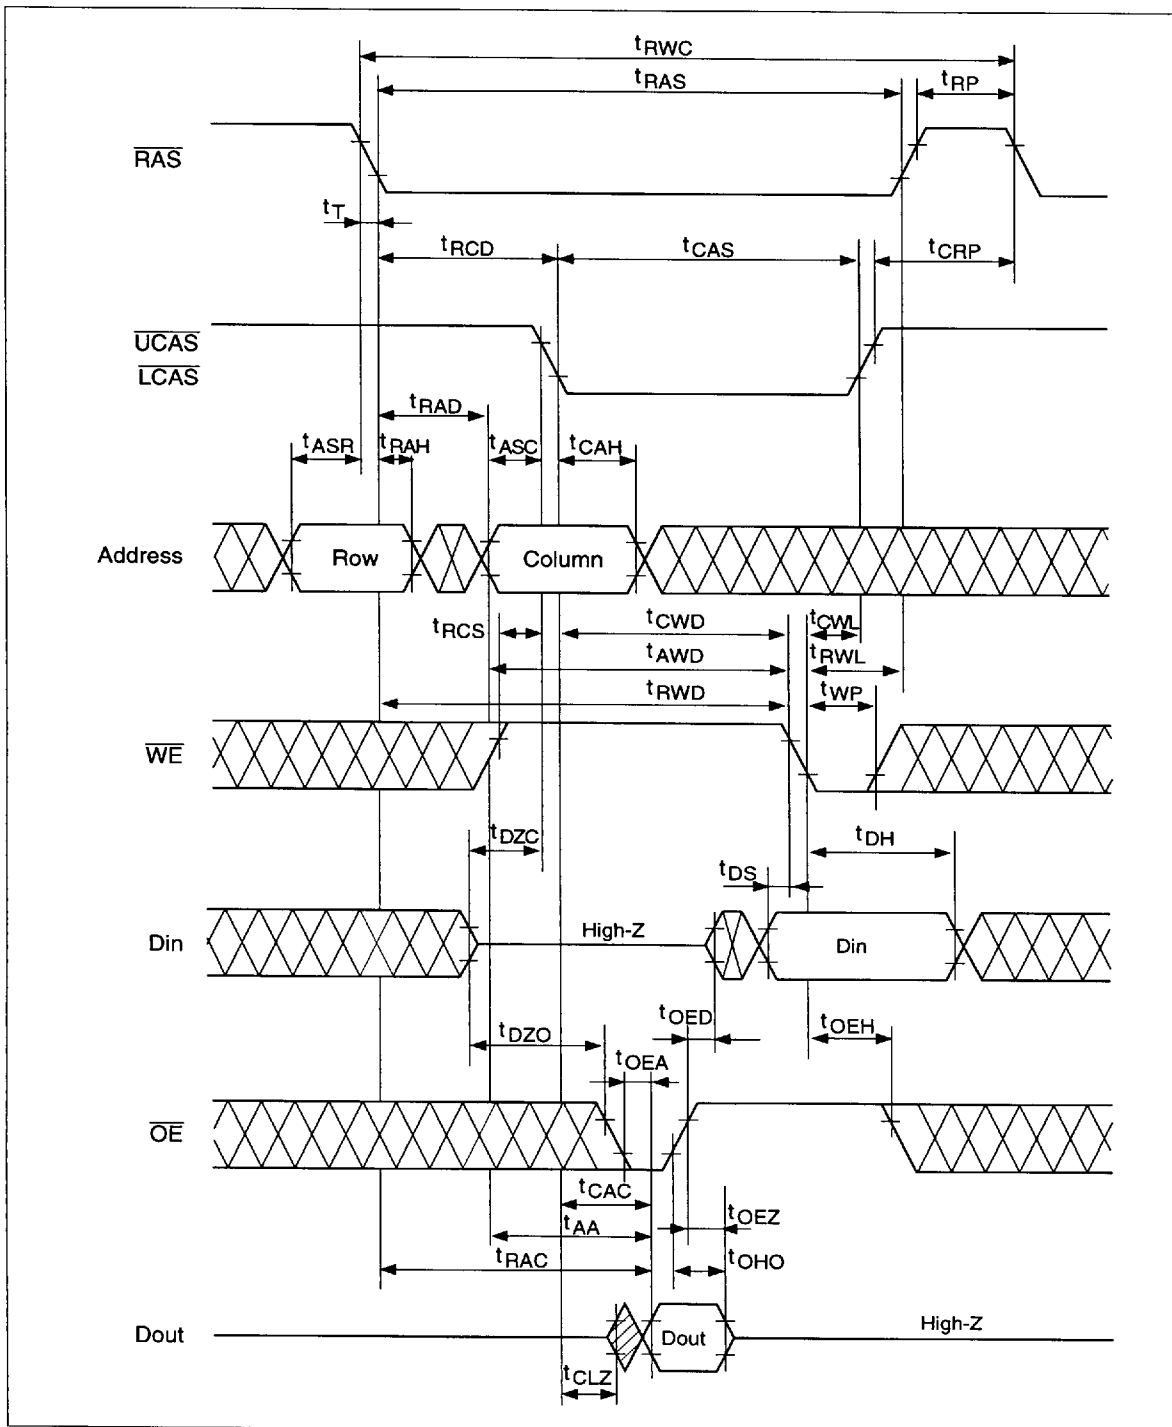 tRWC
tRAS
tRP
RAS
tT
tRCD
tCAS
tCRP
UCAS
LCAS
tRAD
tASR
tRAH
tASC
tCAH
Address
Row
Column
tRCS
tCWD
tCWL
tAWD
tRWL
tRWD
tWP
WE
tDZC
tDH
tDS
Din
High-Z
Din
tOED
tOEH
tDZO
tOEA
OE
tCAC
tOEZ
tAA
tRAC
tOHO
Dout
Dout
High-Z
tCLZ